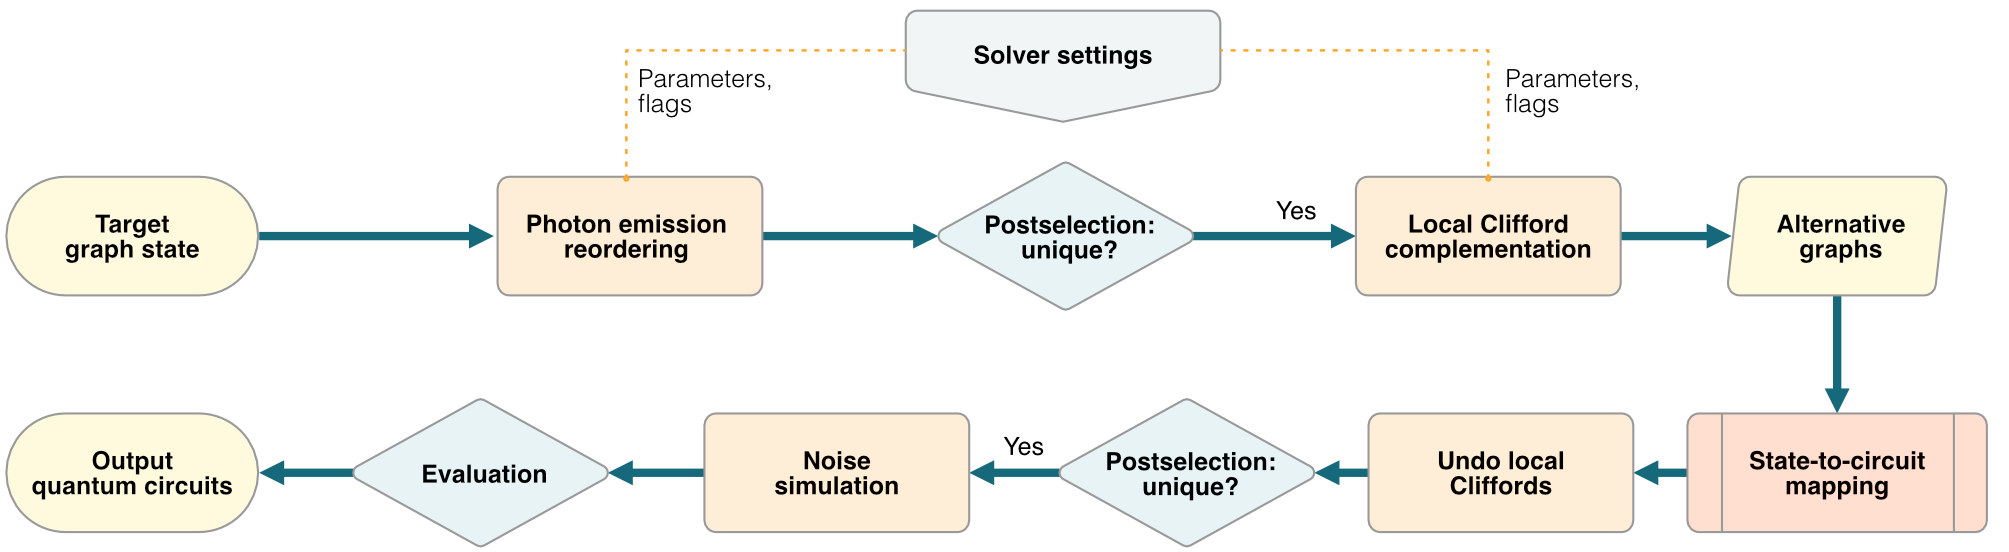 Solver settings
Parameters,
flags
Parameters,
flags
Target
graph state
Photon emission
reordering
Postselection:
unique?
Yes
Local Clifford
complementation
Alternative
graphs
State-to-circuit
mapping
Undo local
Cliffords
Postselection:
unique?
Yes
Noise
simulation
Evaluation
Output
quantum circuits